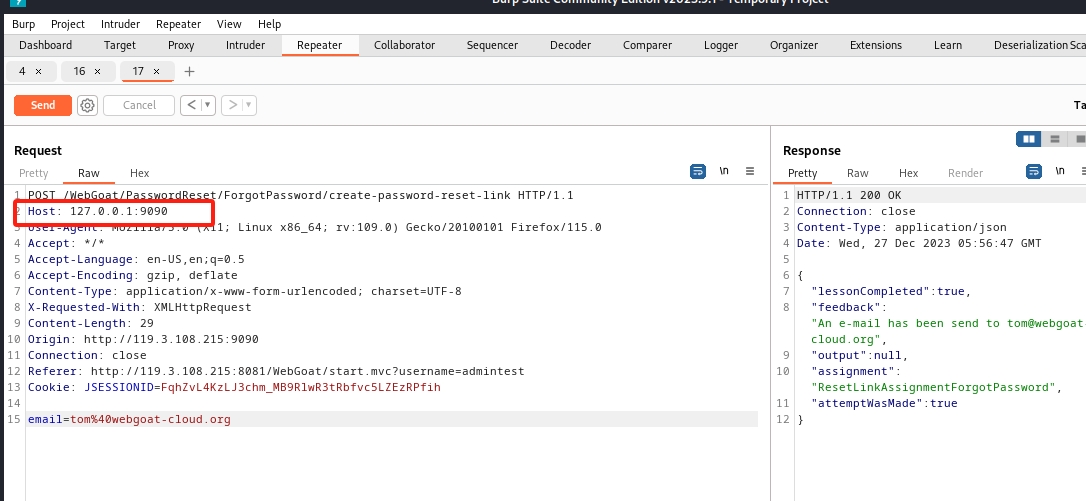 Burp Suite Community Edition v2023.9.1 - Temporary Project
Burp Project Intruder Repeater View Help
Dashboard Target Proxy Intruder Repeater Collaborator Sequencer Decoder Comparer Logger Organizer Extensions Learn Deserialization Sca
4 × 16 × 17 × +
Send Cancel < ▾ > ▾ Ta
Request
Pretty Raw Hex \n
1 POST /WebGoat/PasswordReset/ForgotPassword/create-password-reset-link HTTP/1.1
2 Host: 127.0.0.1:9090
User-Agent: Mozilla/5.0 (X11; Linux x86_64; rv:109.0) Gecko/20100101 Firefox/115.0
4 Accept: */*
5 Accept-Language: en-US,en;q=0.5
6 Accept-Encoding: gzip, deflate
7 Content-Type: application/x-www-form-urlencoded; charset=UTF-8
8 X-Requested-With: XMLHttpRequest
9 Content-Length: 29
10 Origin: http://119.3.108.215:9090
11 Connection: close
12 Referer: http://119.3.108.215:8081/WebGoat/start.mvc?username=admintest
13 Cookie: JSESSIONID=FqhZvL4KzLJ3chm_MB9RlwR3tRbfvc5LZEzRPfih
14
15 email=tom%40webgoat-cloud.org
Response
Pretty Raw Hex Render \n
1 HTTP/1.1 200 OK
2 Connection: close
3 Content-Type: application/json
4 Date: Wed, 27 Dec 2023 05:56:47 GMT
5
6 {
7 "lessonCompleted":true,
8 "feedback":
"An e-mail has been send to tom@webgoat-
cloud.org",
9 "output":null,
10 "assignment":
"ResetLinkAssignmentForgotPassword",
11 "attemptWasMade":true
12 }